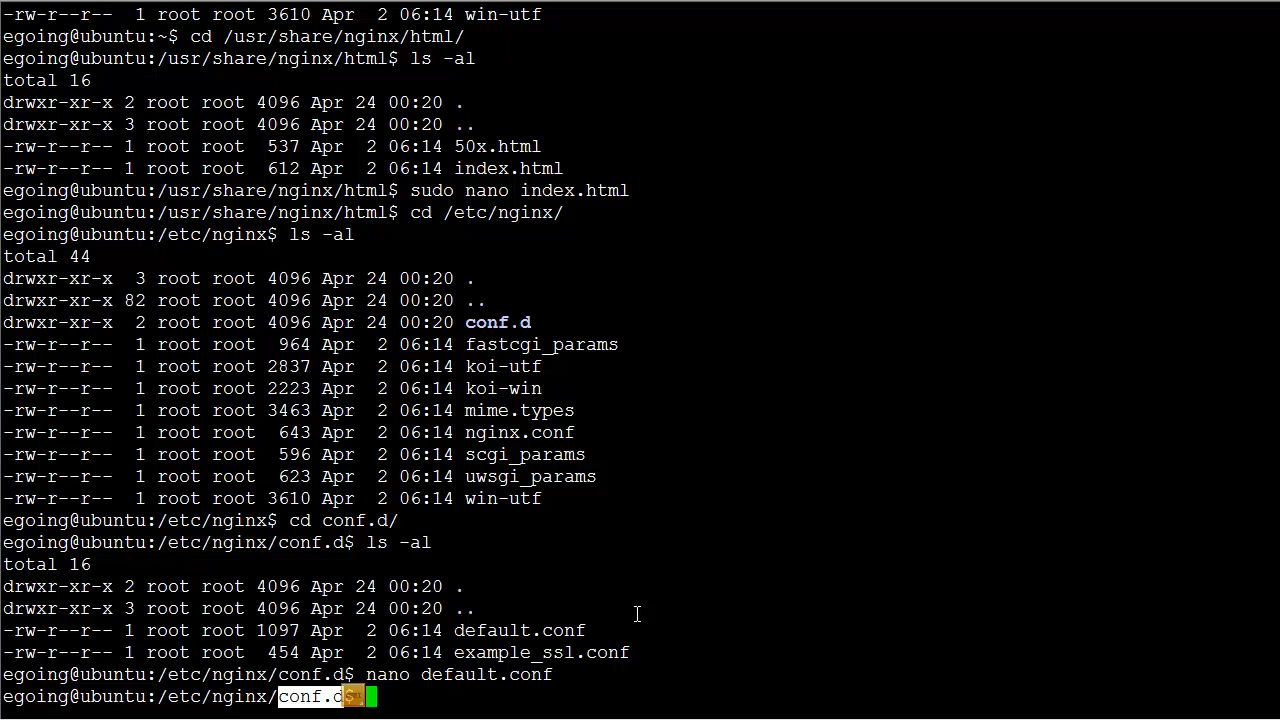 -rw-r--r--  1 root root 3610 Apr  2 06:14 win-utf
egoing@ubuntu:~$ cd /usr/share/nginx/html/
egoing@ubuntu:/usr/share/nginx/html$ ls -al
total 16
drwxr-xr-x 2 root root 4096 Apr 24 00:20 .
drwxr-xr-x 3 root root 4096 Apr 24 00:20 ..
-rw-r--r-- 1 root root  537 Apr  2 06:14 50x.html
-rw-r--r-- 1 root root  612 Apr  2 06:14 index.html
egoing@ubuntu:/usr/share/nginx/html$ sudo nano index.html
egoing@ubuntu:/usr/share/nginx/html$ cd /etc/nginx/
egoing@ubuntu:/etc/nginx$ ls -al
total 44
drwxr-xr-x  3 root root 4096 Apr 24 00:20 .
drwxr-xr-x 82 root root 4096 Apr 24 00:20 ..
drwxr-xr-x  2 root root 4096 Apr 24 00:20 conf.d
-rw-r--r--  1 root root  964 Apr  2 06:14 fastcgi_params
-rw-r--r--  1 root root 2837 Apr  2 06:14 koi-utf
-rw-r--r--  1 root root 2223 Apr  2 06:14 koi-win
-rw-r--r--  1 root root 3463 Apr  2 06:14 mime.types
-rw-r--r--  1 root root  643 Apr  2 06:14 nginx.conf
-rw-r--r--  1 root root  596 Apr  2 06:14 scgi_params
-rw-r--r--  1 root root  623 Apr  2 06:14 uwsgi_params
-rw-r--r--  1 root root 3610 Apr  2 06:14 win-utf
egoing@ubuntu:/etc/nginx$ cd conf.d/
egoing@ubuntu:/etc/nginx/conf.d$ ls -al
total 16
drwxr-xr-x 2 root root 4096 Apr 24 00:20 .
drwxr-xr-x 3 root root 4096 Apr 24 00:20 ..
-rw-r--r-- 1 root root 1097 Apr  2 06:14 default.conf
-rw-r--r-- 1 root root  454 Apr  2 06:14 example_ssl.conf
egoing@ubuntu:/etc/nginx/conf.d$ nano default.conf
egoing@ubuntu:/etc/nginx/conf.d$